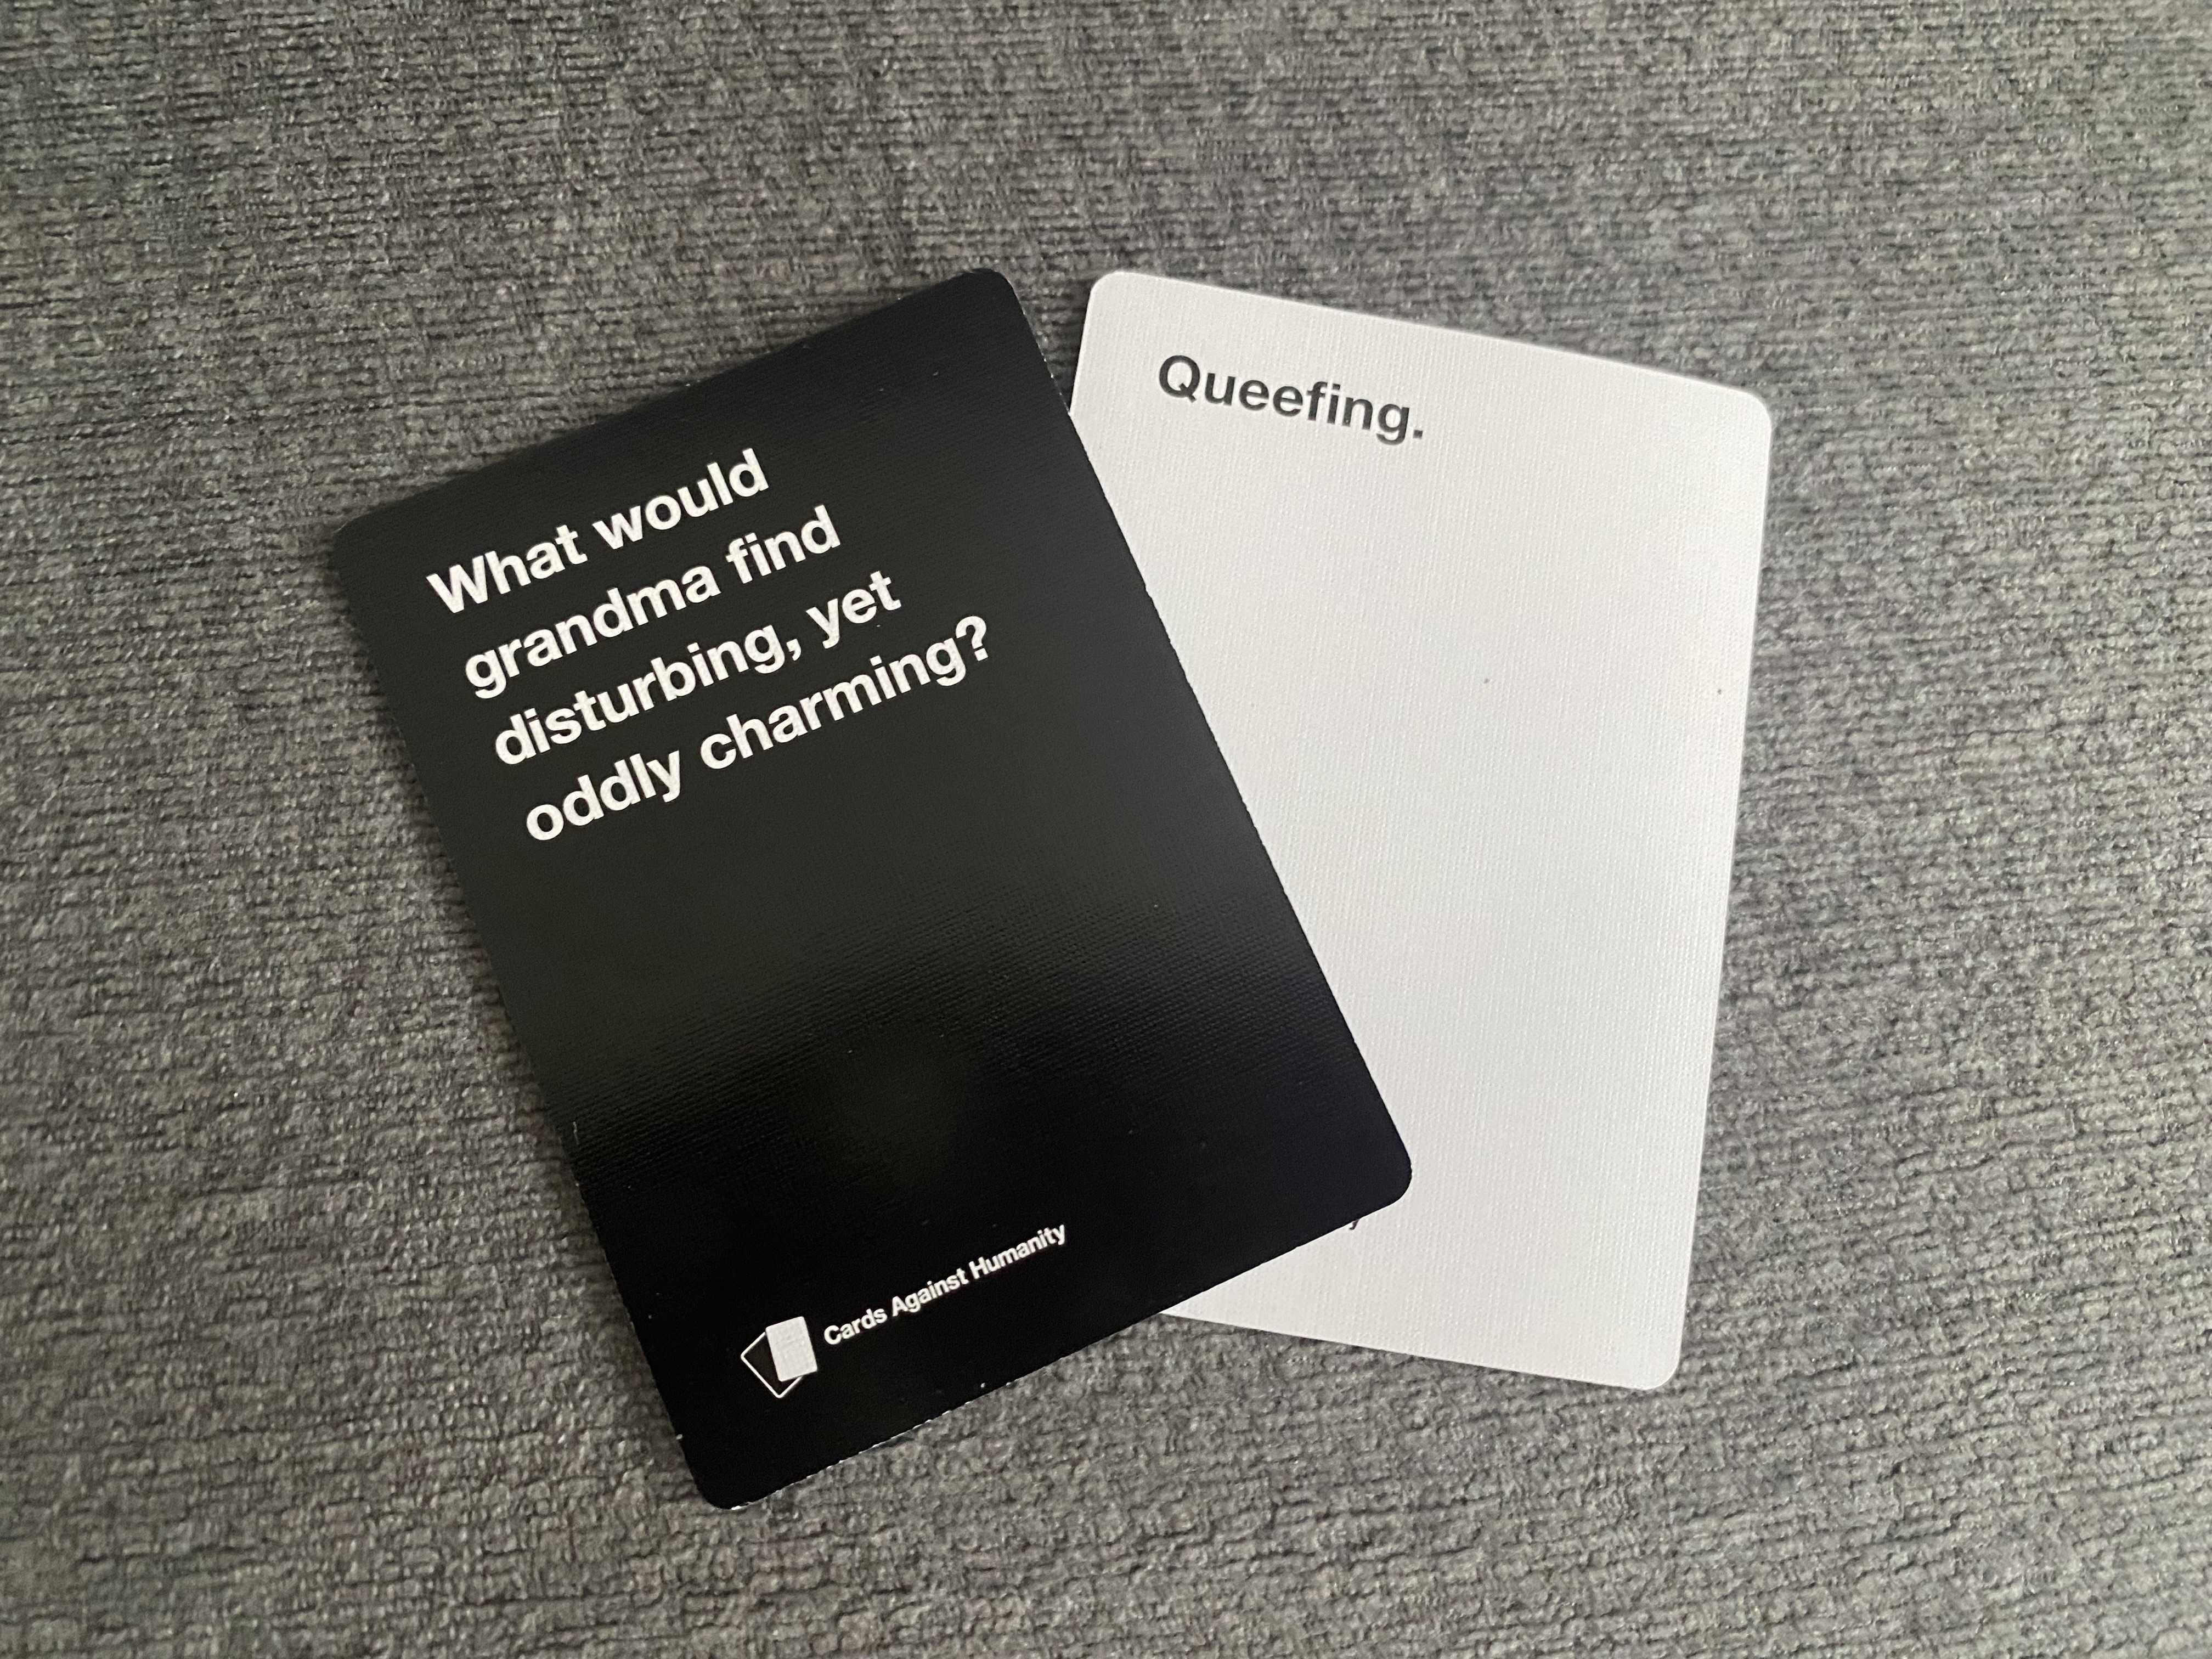 What would
grandma find
disturbing, yet
oddly charming?
Cards Against Humanity
Queefing.